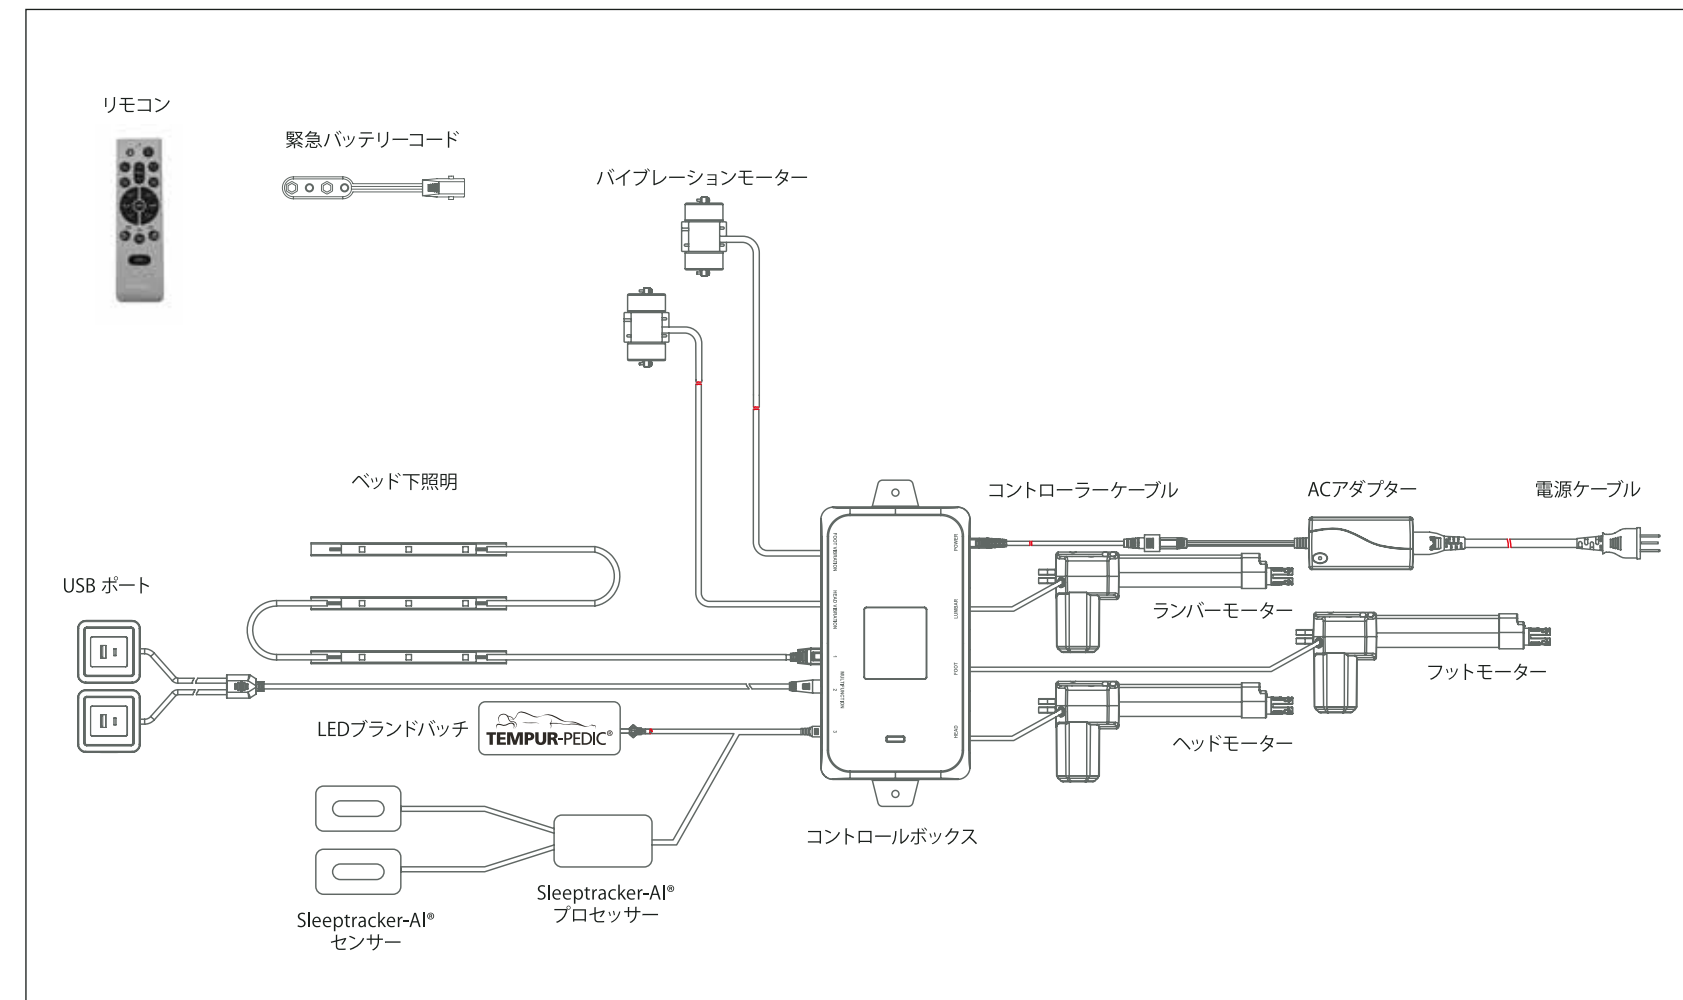 リモコン
緊急バッテリーコード
バイブレーションモーター
ベッド下照明
コントローラーケーブル
ACアダプター
電源ケーブル
FOOT VIBRATION
POWER
USB ポート
HEAD VIBRATION
LUMBAR
ランバーモーター
1
FOOT
フットモーター
MULTIFUNCTION
2
LEDブランドバッチ
TEMPUR-PEDIC®
3
HEAD
ヘッドモーター
コントロールボックス
Sleeptracker-AI®
プロセッサー
Sleeptracker-AI®
センサー